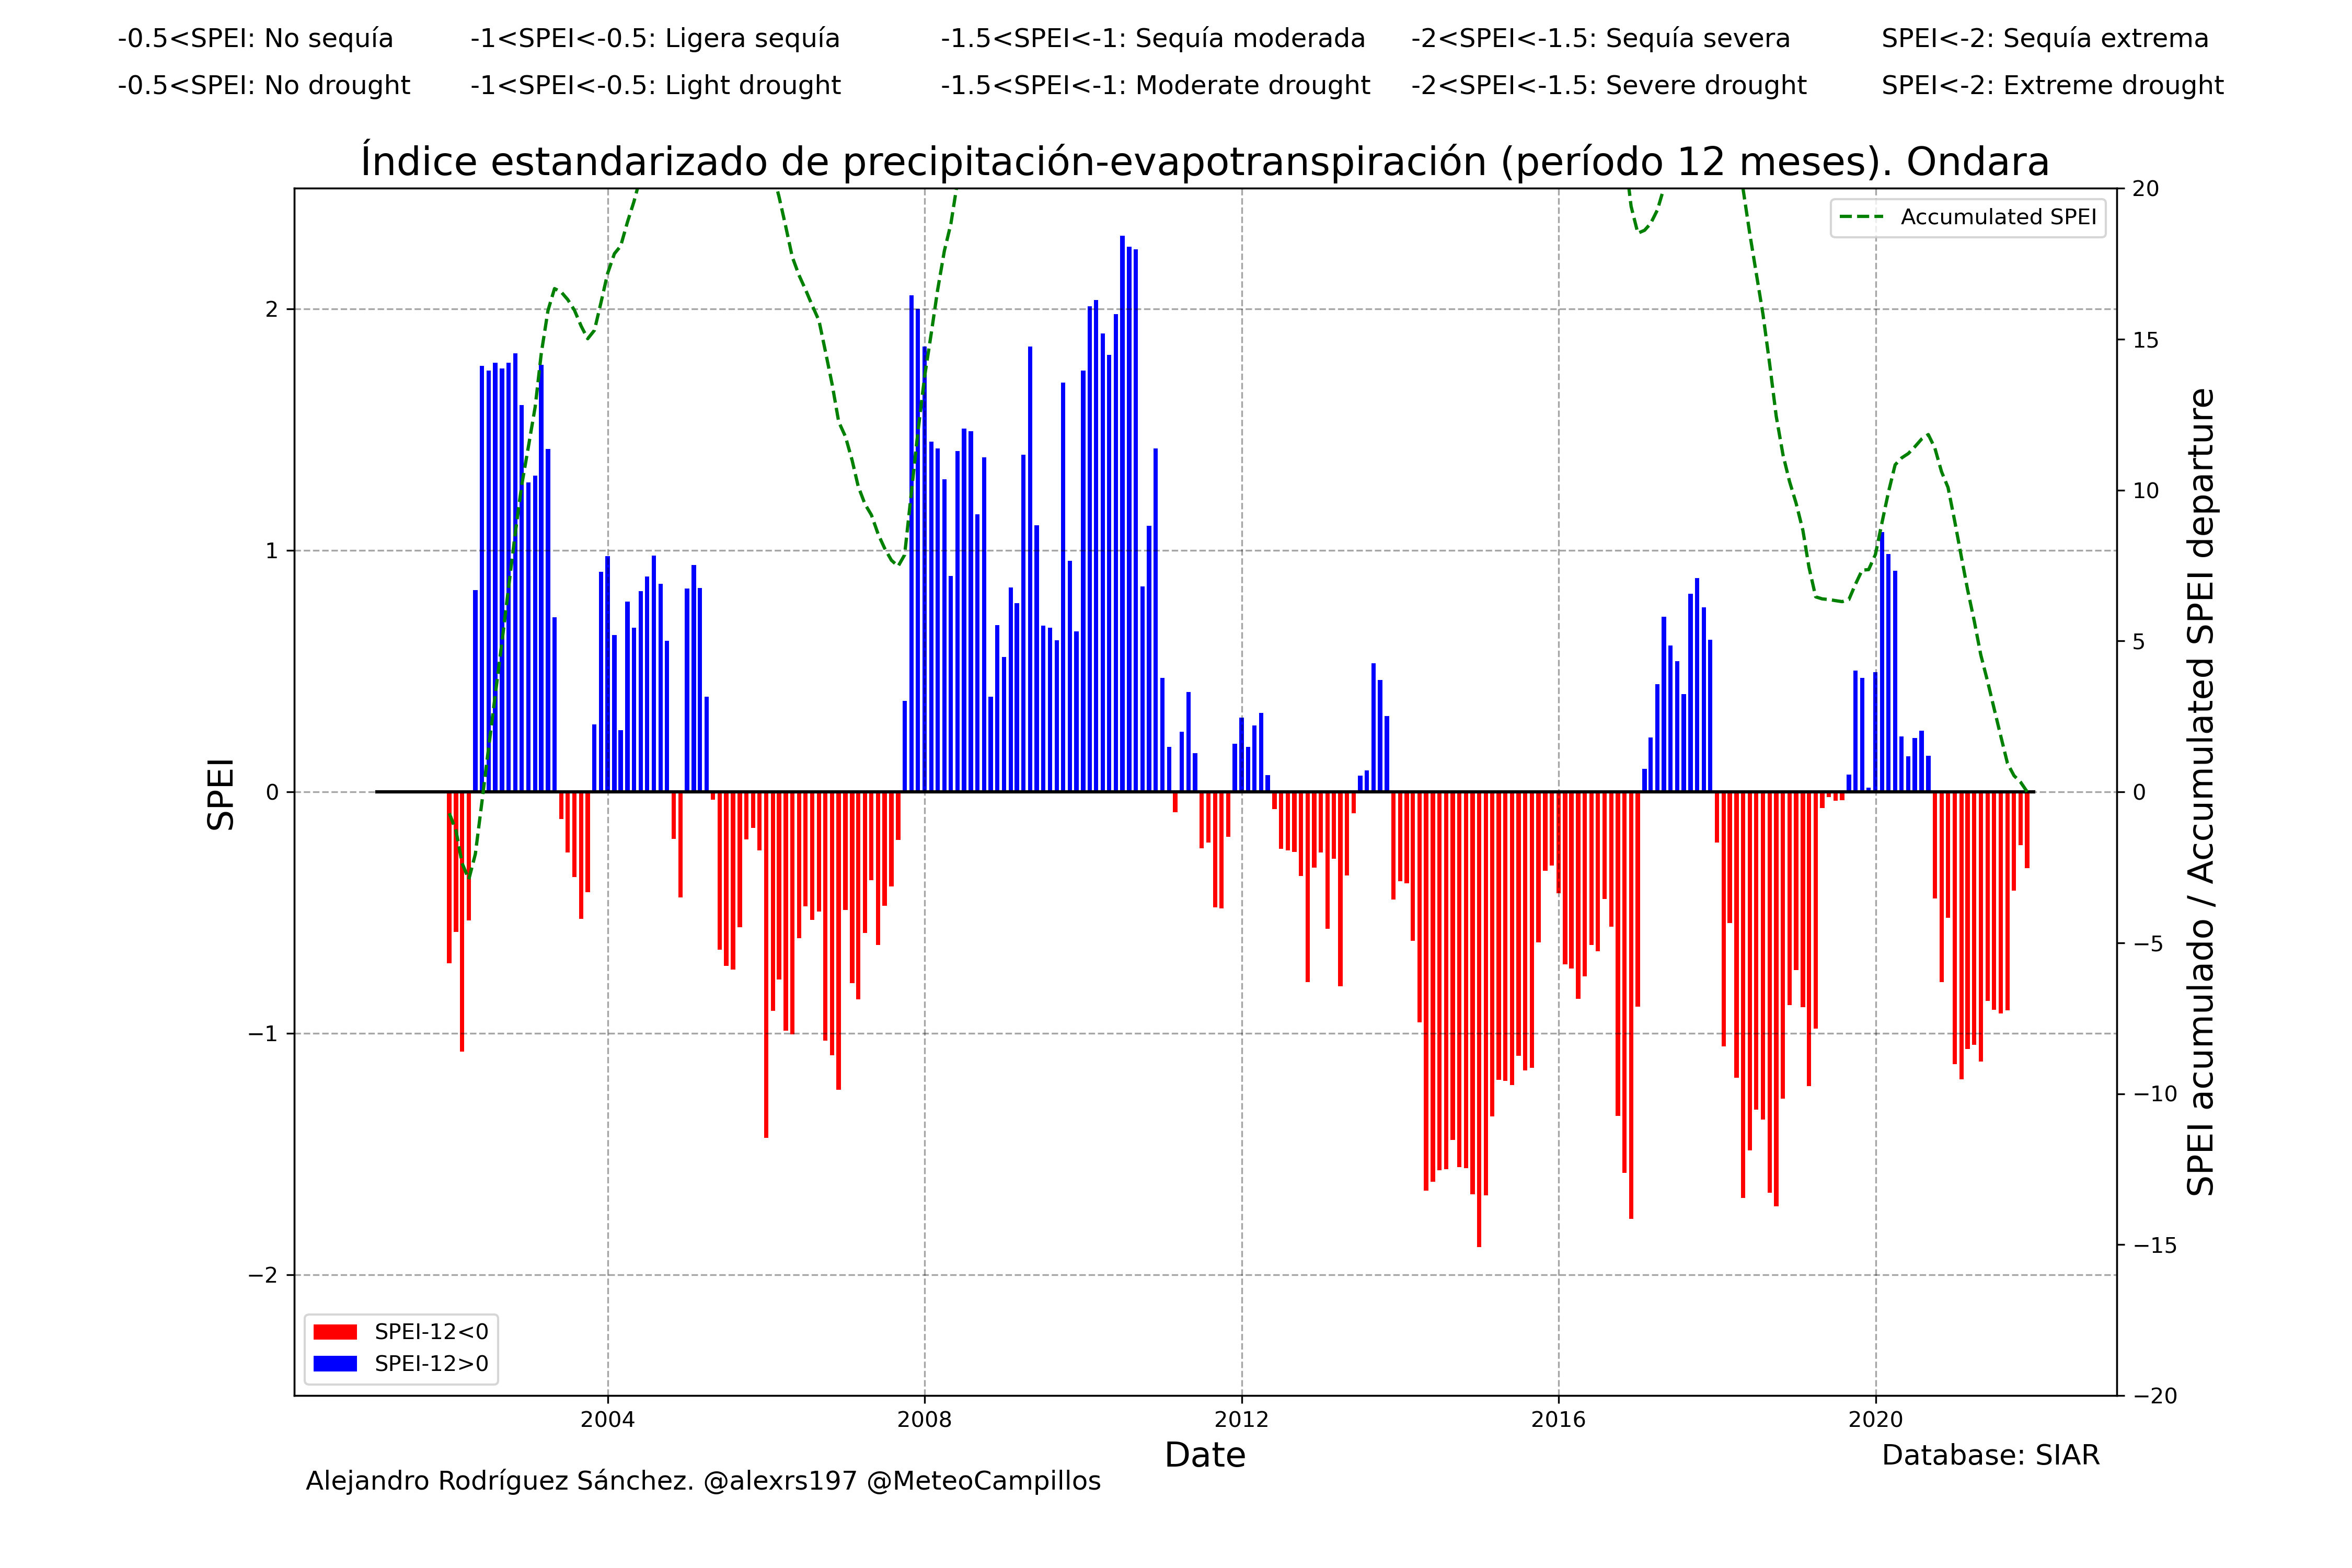 -0.5<SPEI: No sequía -1<SPEI<-0.5: Ligera sequía -1.5<SPEI<-1: Sequía moderada -2<SPEI<-1.5: Sequía severa SPEI<-2: Sequía extrema
-0.5<SPEI: No drought -1<SPEI<-0.5: Light drought -1.5<SPEI<-1: Moderate drought -2<SPEI<-1.5: Severe drought SPEI<-2: Extreme drought
Índice estandarizado de precipitación-evapotranspiración (período 12 meses). Ondara
Accumulated SPEI
SPEI
2
1
0
−1
−2
20
15
10
5
0
−5
−10
−15
−20
SPEI acumulado / Accumulated SPEI departure
SPEI-12<0
SPEI-12>0
2004 2008 2012 2016 2020
Date
Database: SIAR
Alejandro Rodríguez Sánchez. @alexrs197 @MeteoCampillos